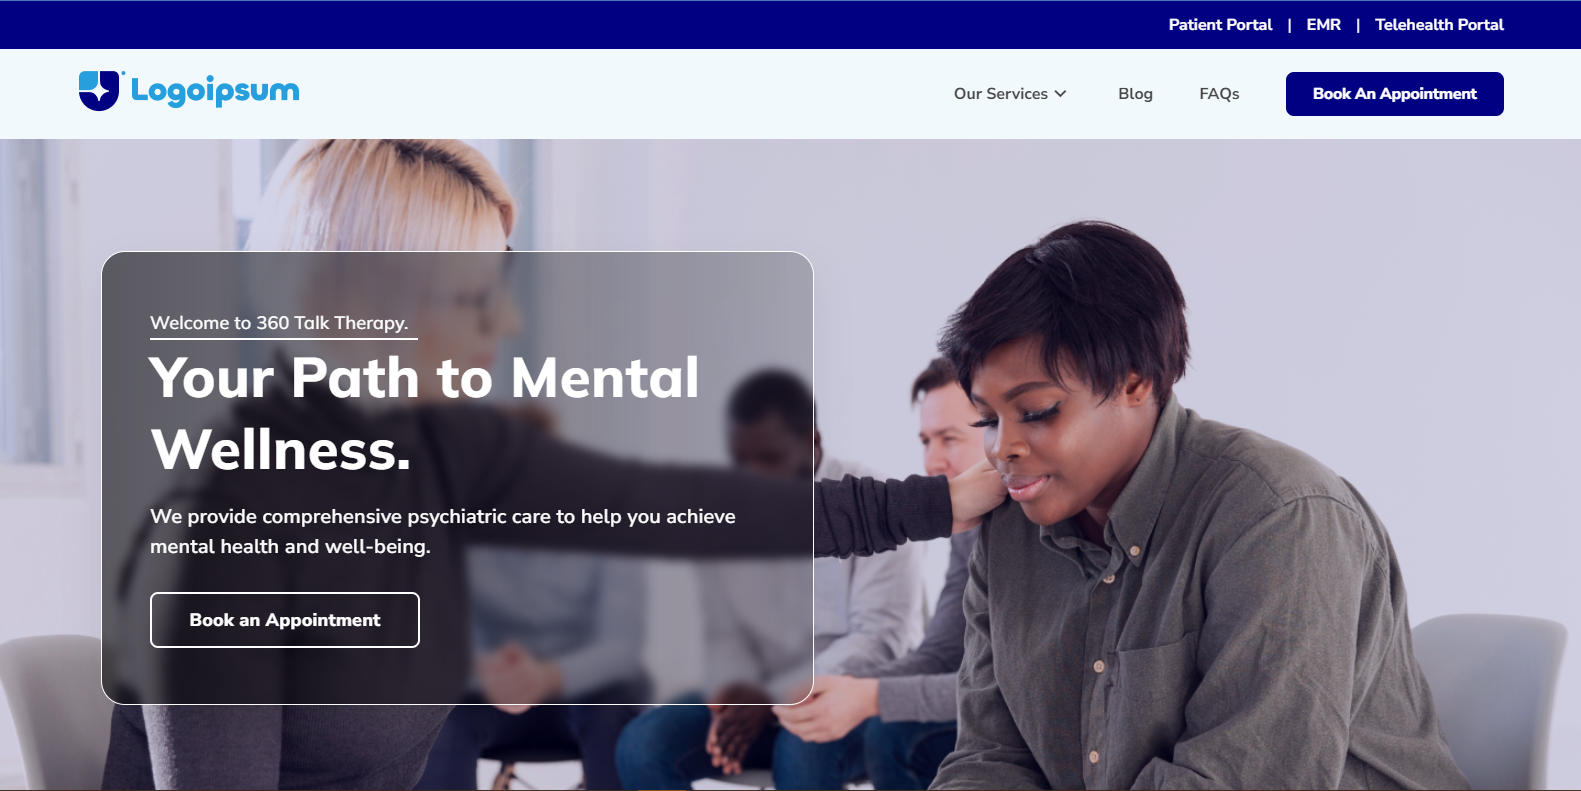 Patient Portal | EMR | Telehealth Portal
Logoipsum
Our Services
Blog
FAQs
Book An Appointment
Welcome to 360 Talk Therapy.
Your Path to Mental
Wellness.
We provide comprehensive psychiatric care to help you achieve
mental health and well-being.
Book an Appointment